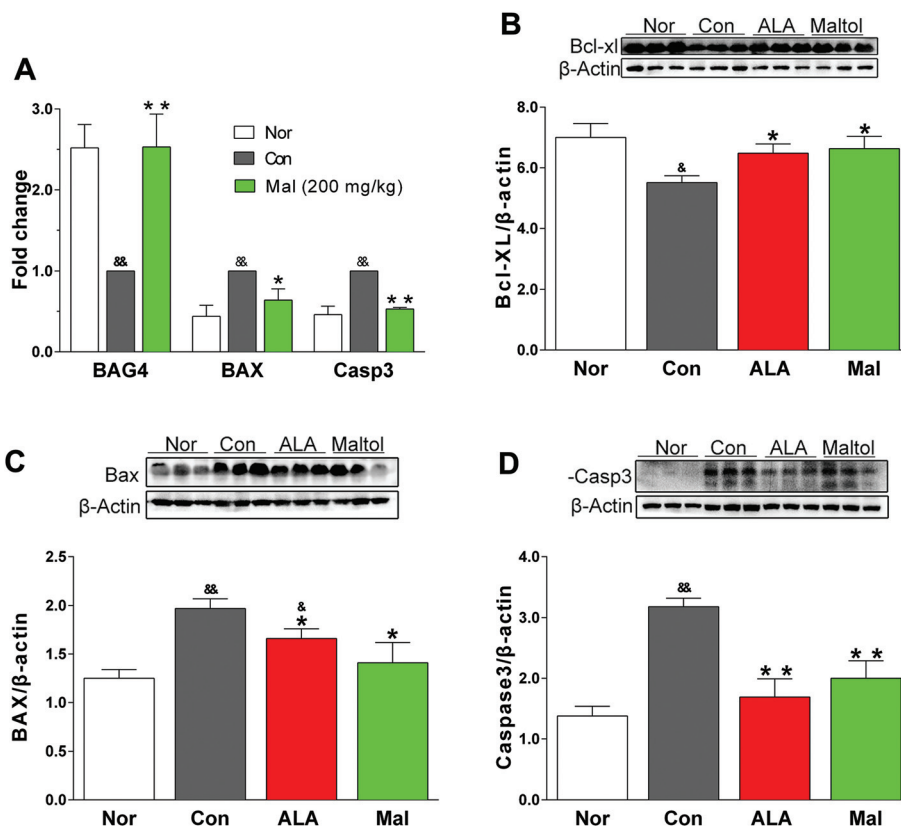 A
Fold change
3.0
2.0
1.0
0.0
Nor
Con
Mal (200 mg/kg)
* *
&&
&&
*
&&
* *
BAG4 BAX Casp3
B
Nor Con ALA Maltol
Bcl-xl
β-Actin
Bcl-XL/β-actin
8.0
6.0
4.0
2.0
0.0
&
*
*
Nor Con ALA Mal
C
Nor Con ALA Maltol
Bax
β-Actin
BAX/β-actin
2.5
2.0
1.5
1.0
0.5
0.0
&&
&
*
*
Nor Con ALA Mal
D
Nor Con ALA Maltol
-Casp3
β-Actin
Caspase3/β-actin
4.0
3.0
2.0
1.0
0.0
&&
* *
* *
Nor Con ALA Mal